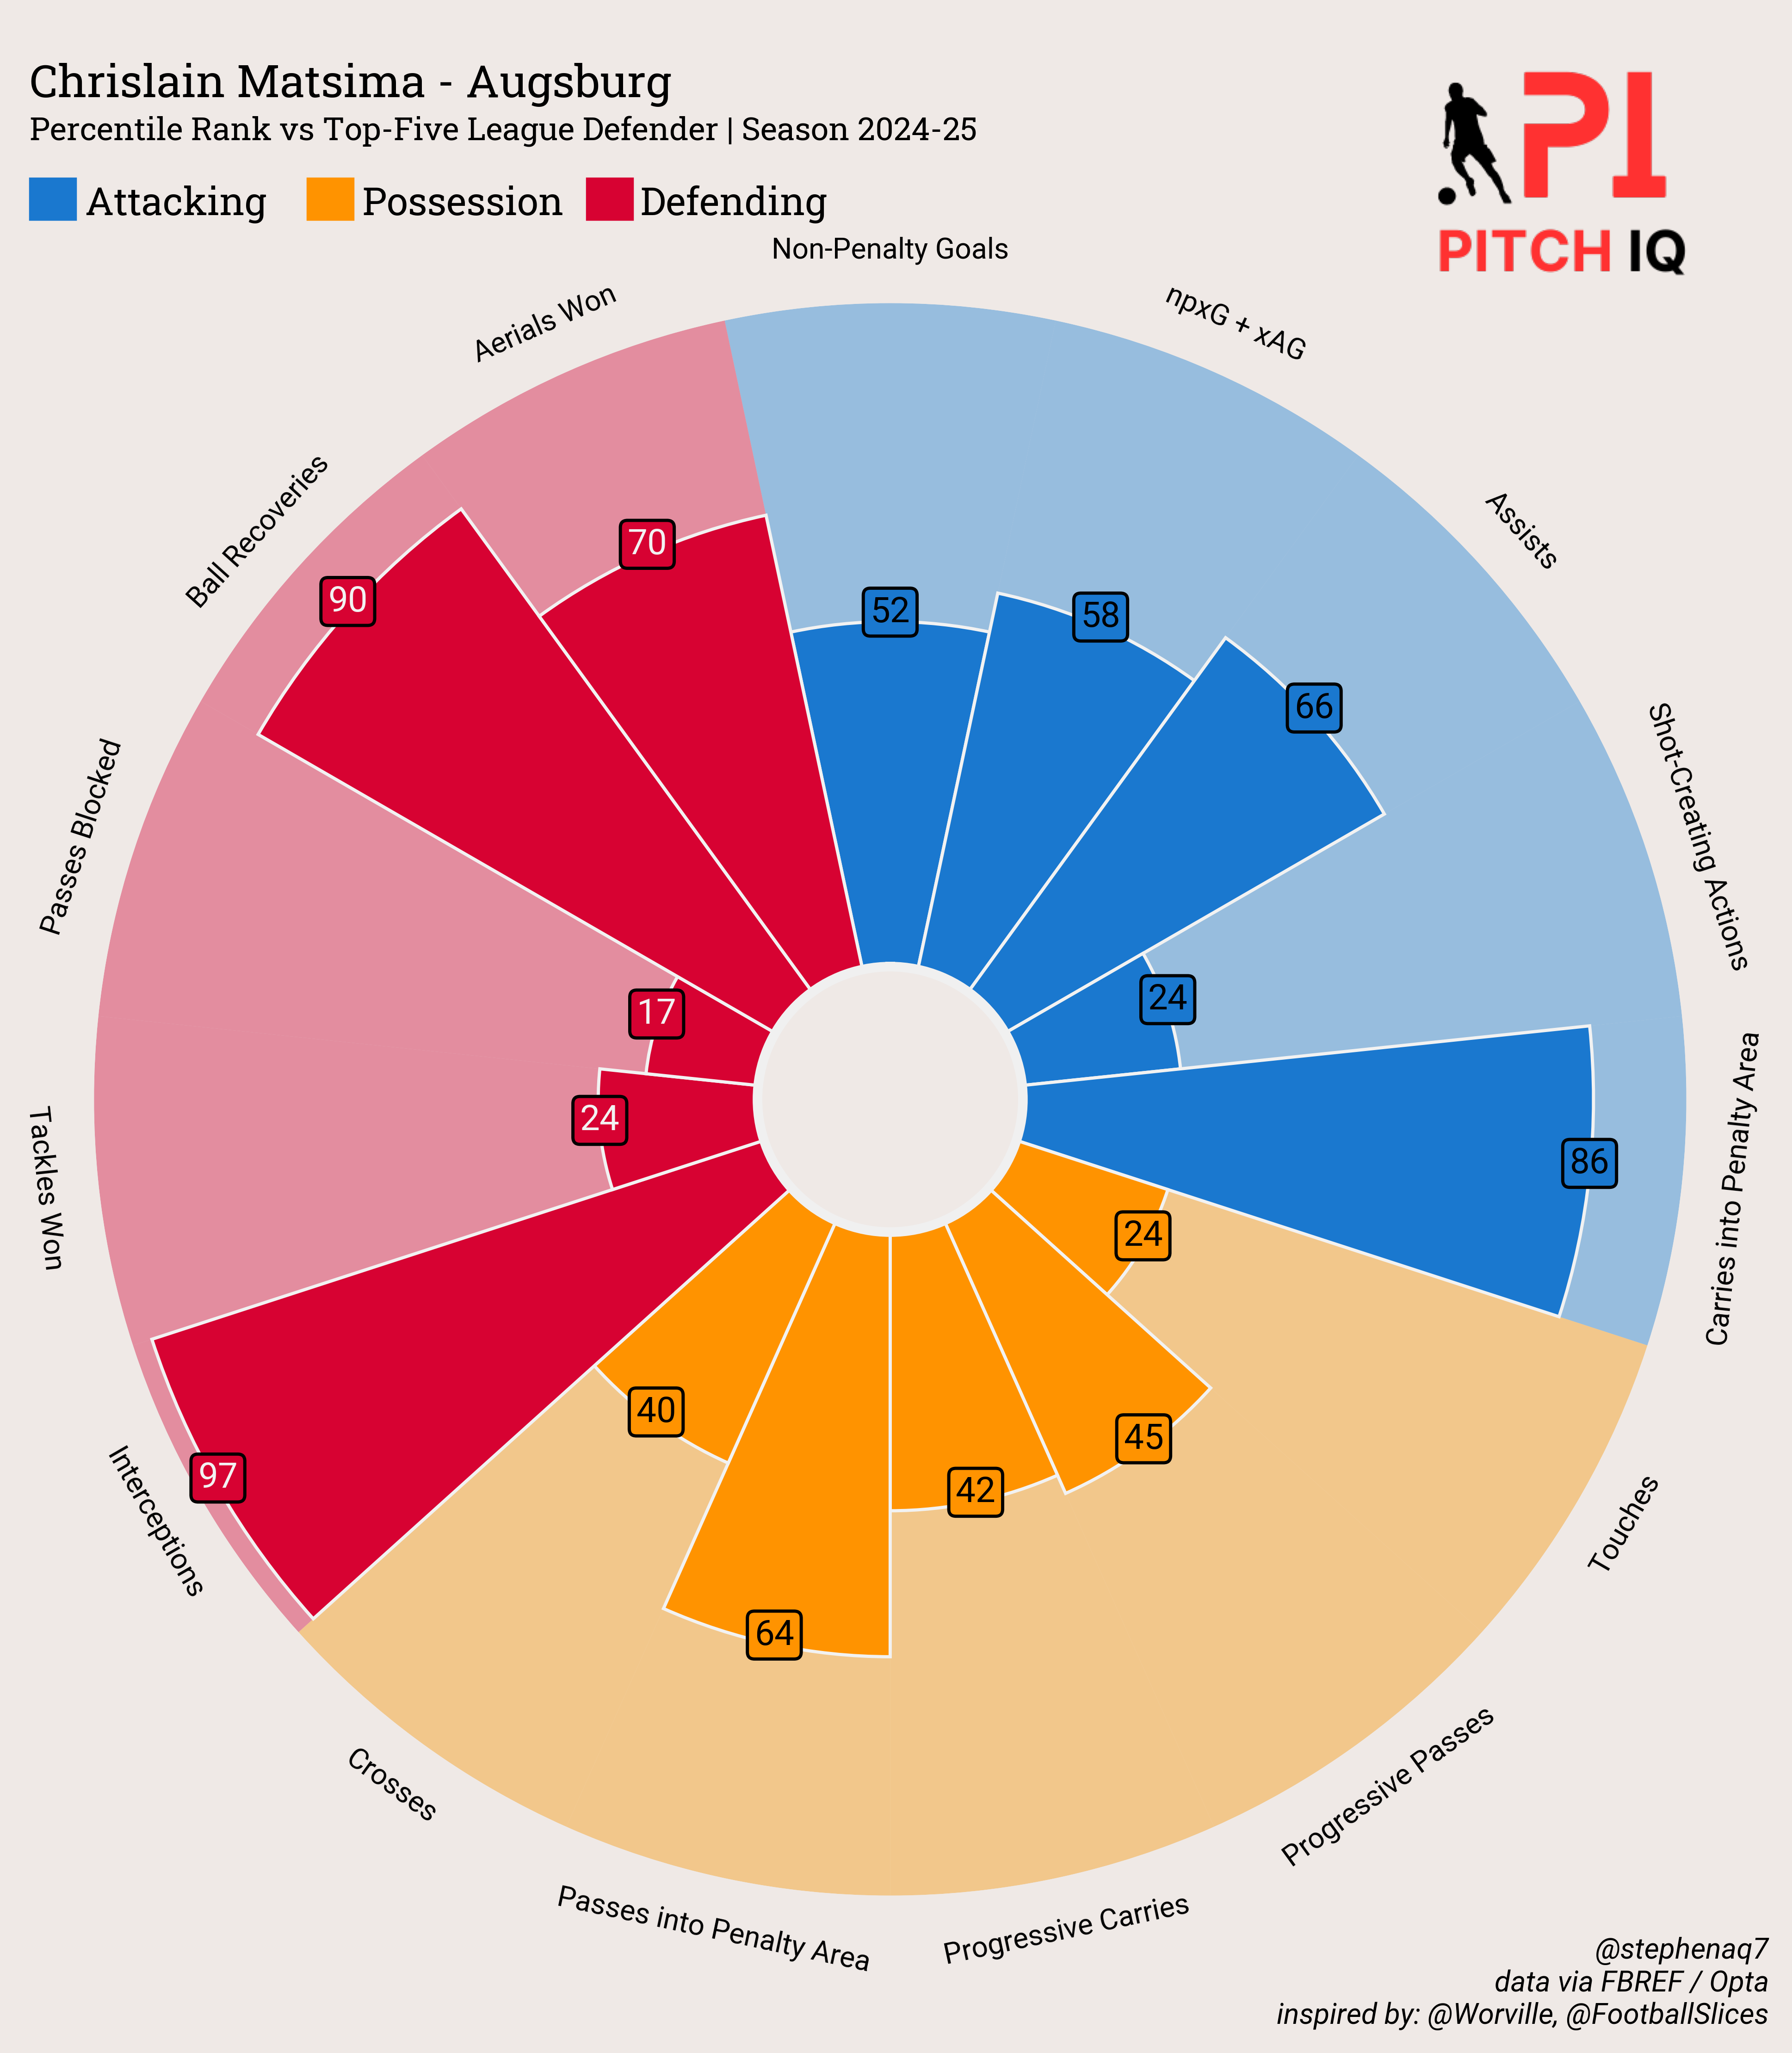 Chrislain Matsima - Augsburg
Percentile Rank vs Top-Five League Defender | Season 2024-25
Attacking Possession Defending
PI
PITCH IQ
Non-Penalty Goals
npxG + xAG
Assists
Shot-Creating Actions
Carries into Penalty Area
Touches
Progressive Passes
Progressive Carries
Passes into Penalty Area
Crosses
Interceptions
Tackles Won
Passes Blocked
Ball Recoveries
Aerials Won
52
58
66
24
86
24
45
42
64
40
97
24
17
90
70
@stephenaq7
data via FBREF / Opta
inspired by: @Worville, @FootballSlices